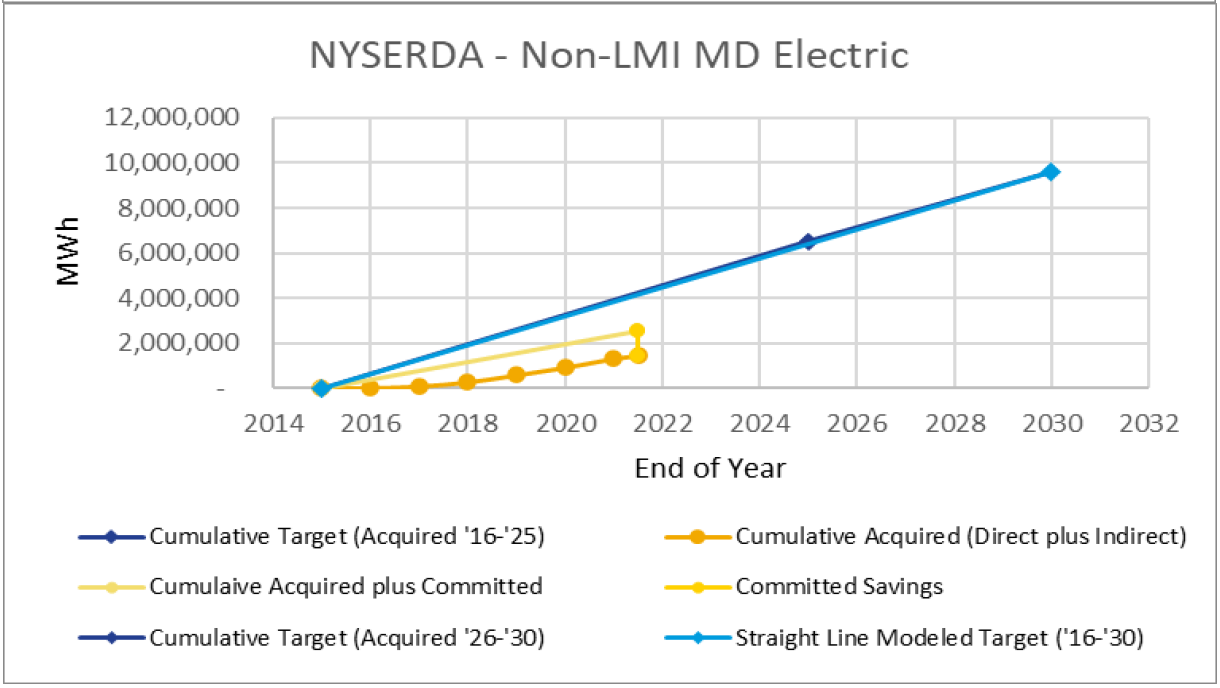 NYSERDA - Non-LMI MD Electric
12,000,000
10,000,000
8,000,000
6,000,000
4,000,000
2,000,000
-
MWh
2014 2016 2018 2020 2022 2024 2026 2028 2030 2032
End of Year
Cumulative Target (Acquired '16-'25) Cumulative Acquired (Direct plus Indirect)
Cumulaive Acquired plus Committed Committed Savings
Cumulative Target (Acquired '26-'30) Straight Line Modeled Target ('16-'30)